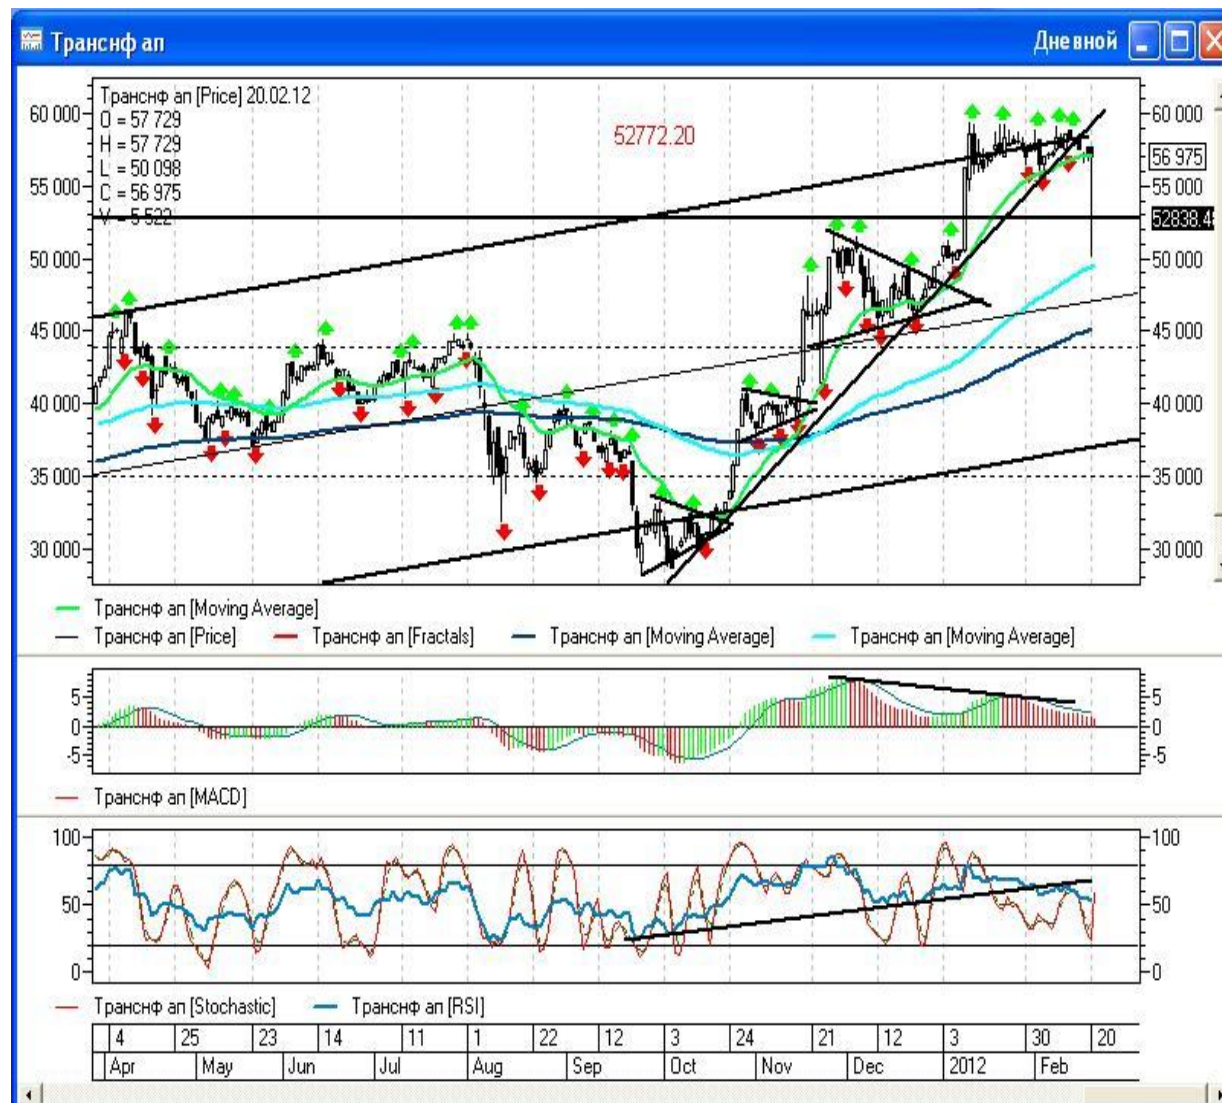 Транснф ап
Дневной
Транснф ап [Price] 20.02.12
O = 57 729
H = 57 729
L = 50 098
C = 56 975
V = 5 522
52772.20
60 000
55 000
50 000
45 000
40 000
35 000
30 000
60 000
56 975
55 000
52838.4
50 000
45 000
40 000
35 000
30 000
Транснф ап [Moving Average]
Транснф ап [Price] Транснф ап [Fractals] Транснф ап [Moving Average] Транснф ап [Moving Average]
5
0
-5
5
0
-5
Транснф ап [MACD]
100
50
0
100
50
0
Транснф ап [Stochastic] Транснф ап [RSI]
4 25 23 14 11 1 22 12 3 24 21 12 3 30 20
Apr May Jun Jul Aug Sep Oct Nov Dec 2012 Feb